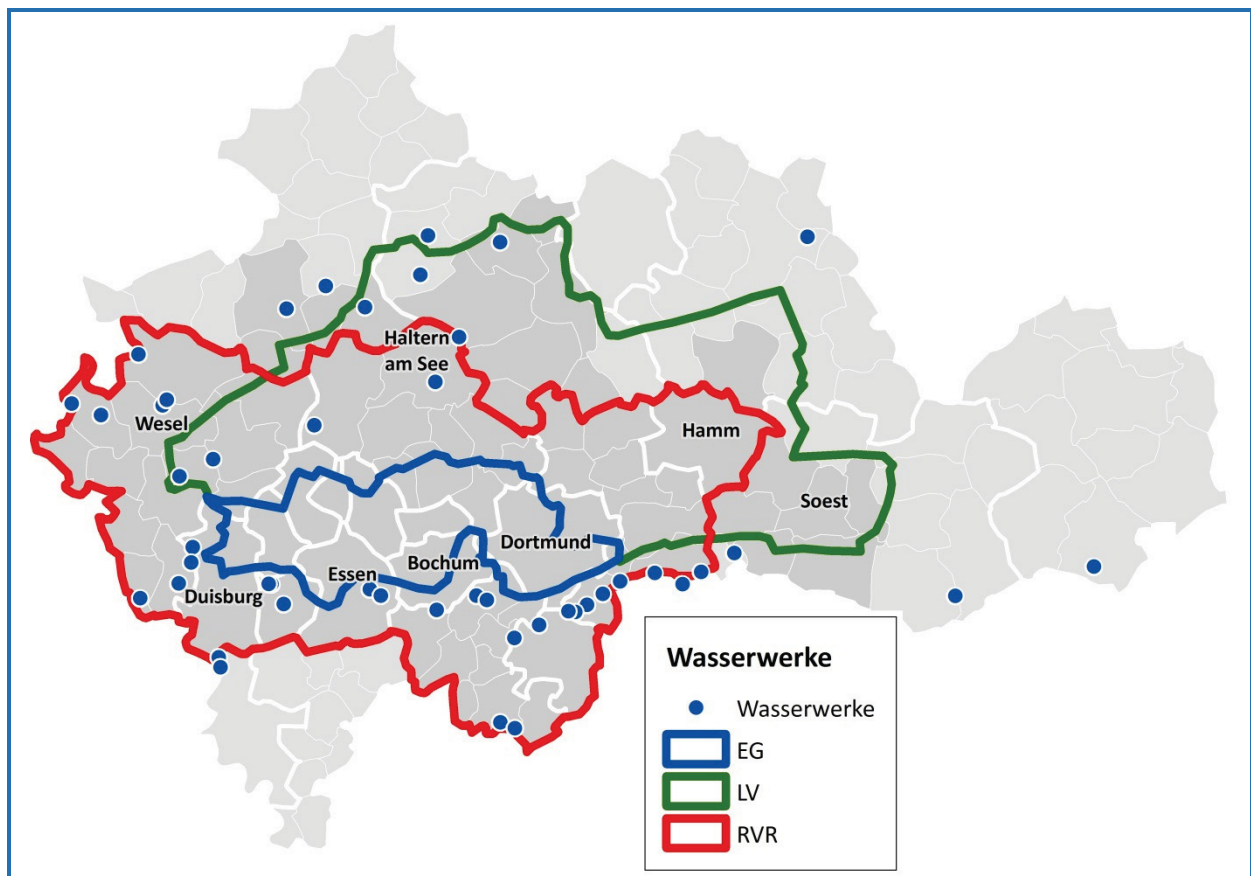 Haltern
am See
Wesel
Hamm
Soest
Dortmund
Bochum
Essen
Duisburg
Wasserwerke
Wasserwerke
EG
LV
RVR